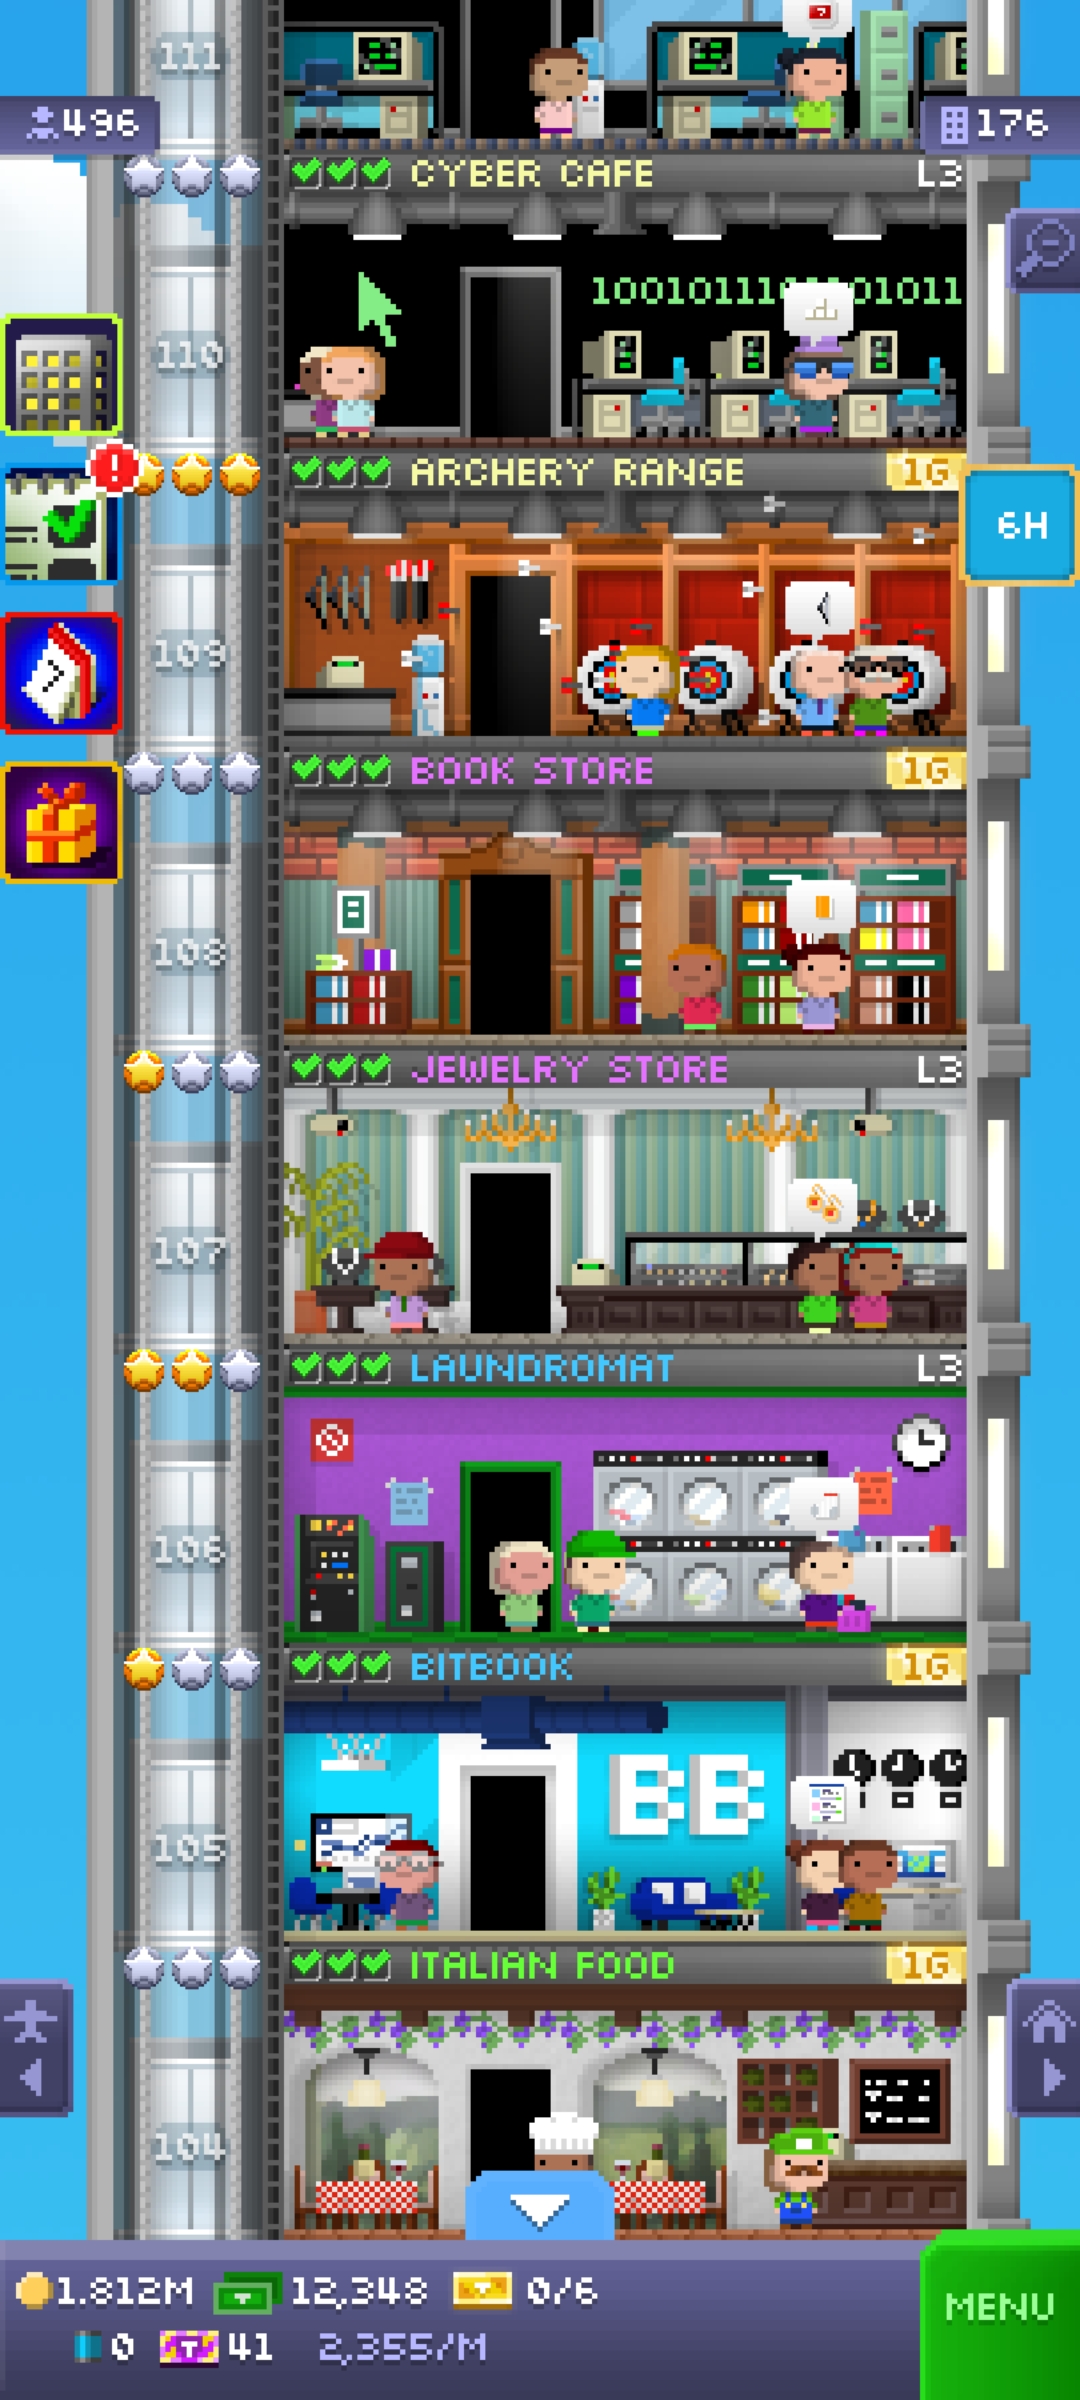 111
496
176
CYBER CAFE L3
1001011101101011
110
ARCHERY RANGE 1G
6H
109
BOOK STORE 1G
108
JEWELRY STORE L3
107
LAUNDROMAT L3
106
BITBOOK 1G
BB
105
ITALIAN FOOD 1G
104
1.812M 12,348 0/6
0 41 2,355/M
MENU